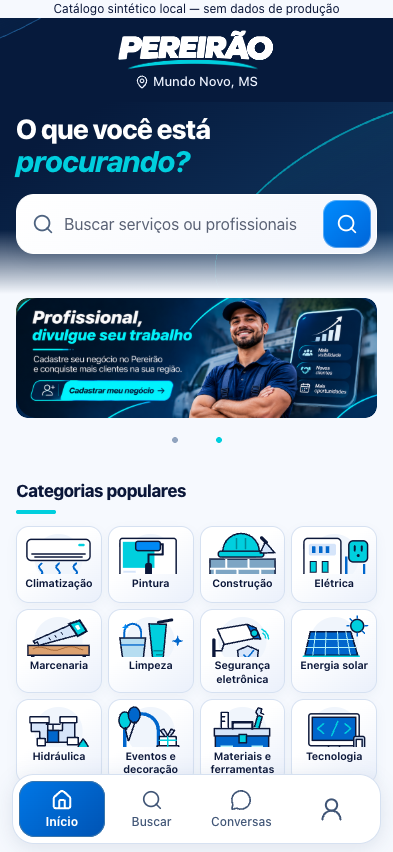 Catálogo sintético local — sem dados de produção
PEREIRÃO
Mundo Novo, MS
O que você está
procurando?
Buscar serviços ou profissionais
Profissional,
divulgue seu trabalho
Cadastre seu negócio no Pereirão
e conquiste mais clientes na sua região.
Cadastrar meu negócio →
Mais
visibilidade
Novos
clientes
Mais
oportunidades
Categorias populares
Climatização
Pintura
Construção
Elétrica
Marcenaria
Limpeza
Segurança
eletrônica
Energia solar
Hidráulica
Eventos e
decoração
Materiais e
ferramentas
Tecnologia
Início
Buscar
Conversas